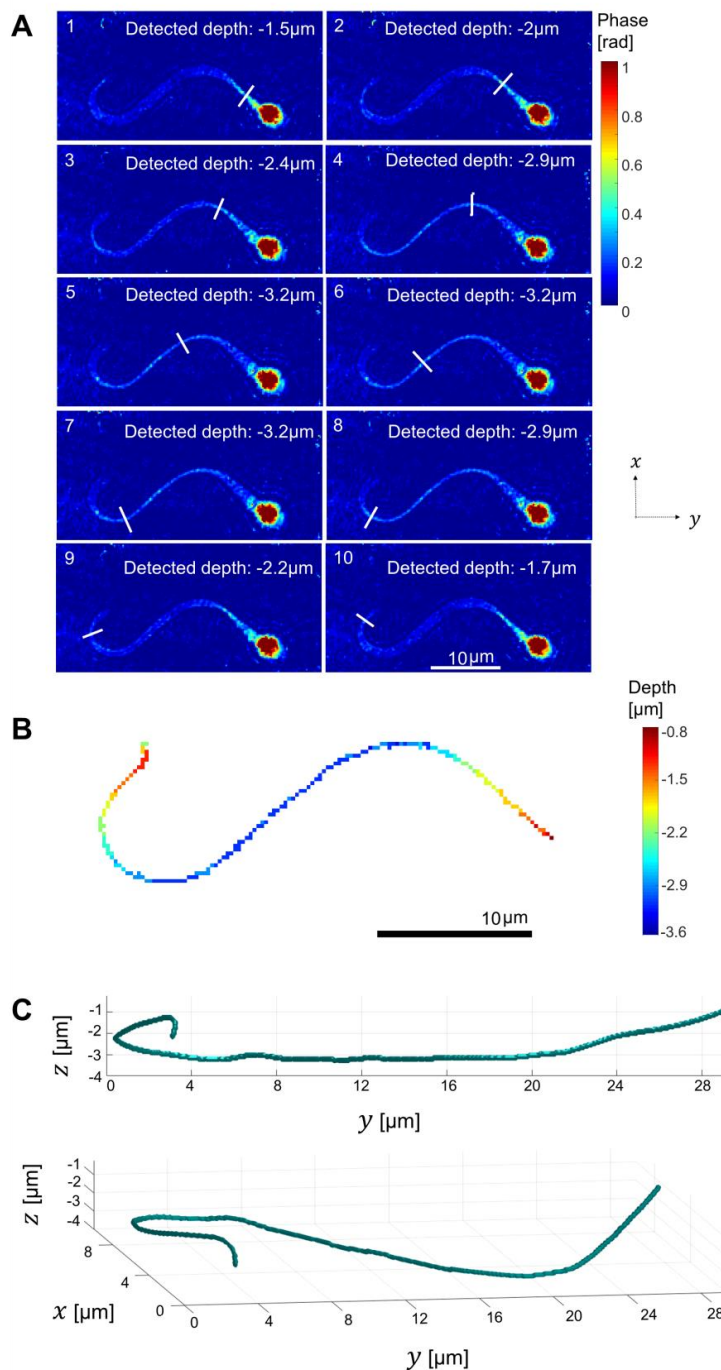 A
1 Detected depth: -1.5µm
2 Detected depth: -2µm
Phase
[rad]
1
0.8
0.6
0.4
0.2
0
3 Detected depth: -2.4µm
4 Detected depth: -2.9µm
5 Detected depth: -3.2µm
6 Detected depth: -3.2µm
7 Detected depth: -3.2µm
8 Detected depth: -2.9µm
x
y
9 Detected depth: -2.2µm
10 Detected depth: -1.7µm
10µm
B
Depth
[µm]
-0.8
-1.5
-2.2
-2.9
-3.6
10µm
C
z [µm]
-1
-2
-3
-4
0 4 8 12 16 20 24 28
y [µm]
z [µm]
-1
-2
-3
-4
8
4
0
x [µm]
0 4 8 12 16 20 24 28
y [µm]